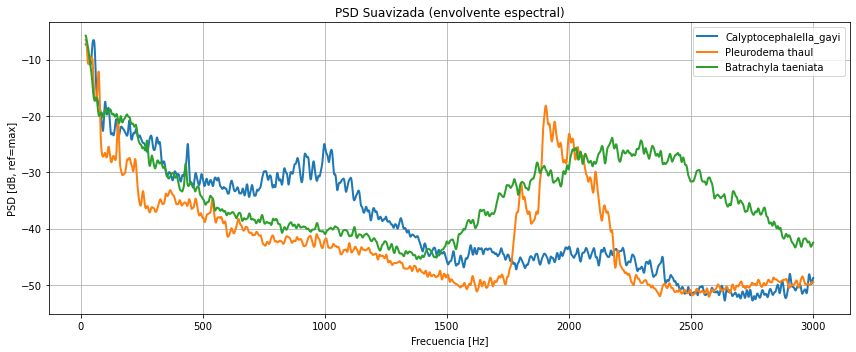 PSD Suavizada (envolvente espectral)
PSD [dB, ref=max]
−10
−20
−30
−40
−50
Calyptocephalella_gayi
Pleurodema thaul
Batrachyla taeniata
0
500
1000
1500
2000
2500
3000
Frecuencia [Hz]